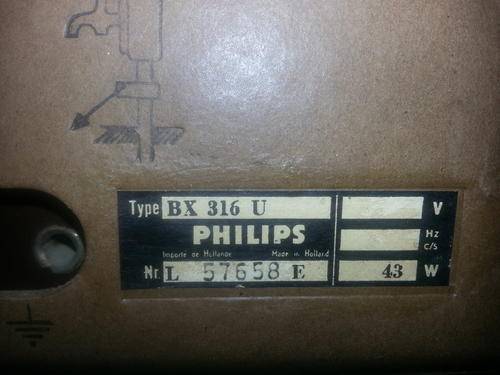 Type BX 316 U V
PHILIPS Hz
C/S
Importé de Hollande Made in Holland
Nr. L 57658 E 43 W